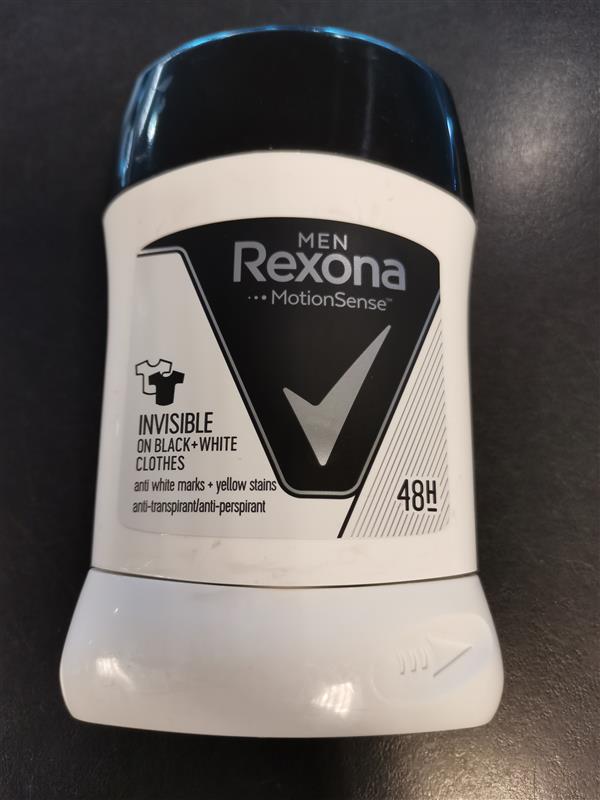 MEN
Rexona
MotionSense™
INVISIBLE
ON BLACK+WHITE
CLOTHES
anti white marks + yellow stains
anti-transpirant/anti-perspirant
48H